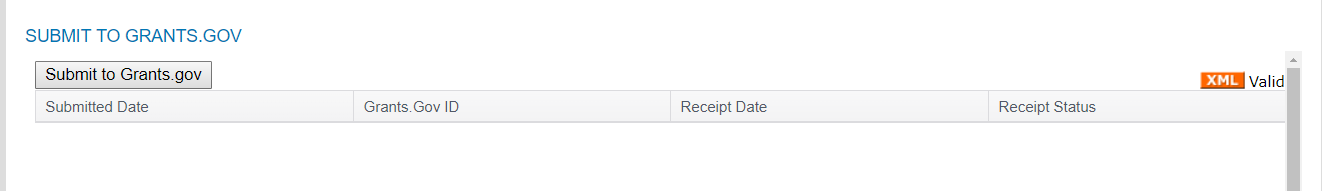 SUBMIT TO GRANTS.GOV
Submit to Grants.gov
XML Valid
Submitted Date Grants.Gov ID Receipt Date Receipt Status